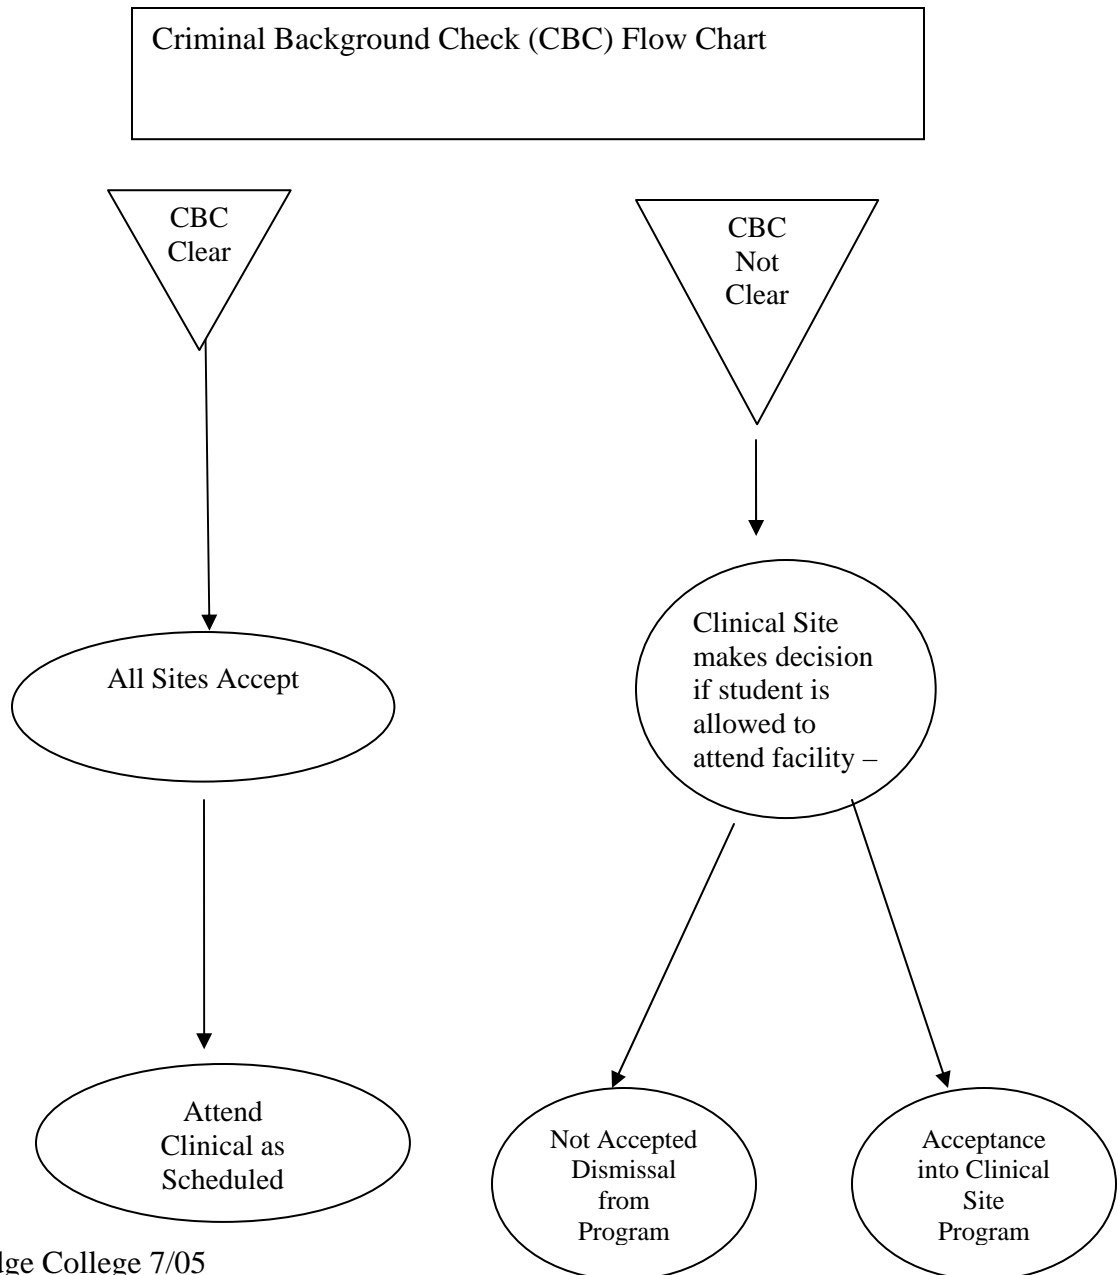 Criminal Background Check (CBC) Flow Chart
CBC
Clear
CBC
Not
Clear
All Sites Accept
Clinical Site
makes decision
if student is
allowed to
attend facility –
Attend
Clinical as
Scheduled
Not Accepted
Dismissal
from
Program
Acceptance
into Clinical
Site
Program
College 7/05